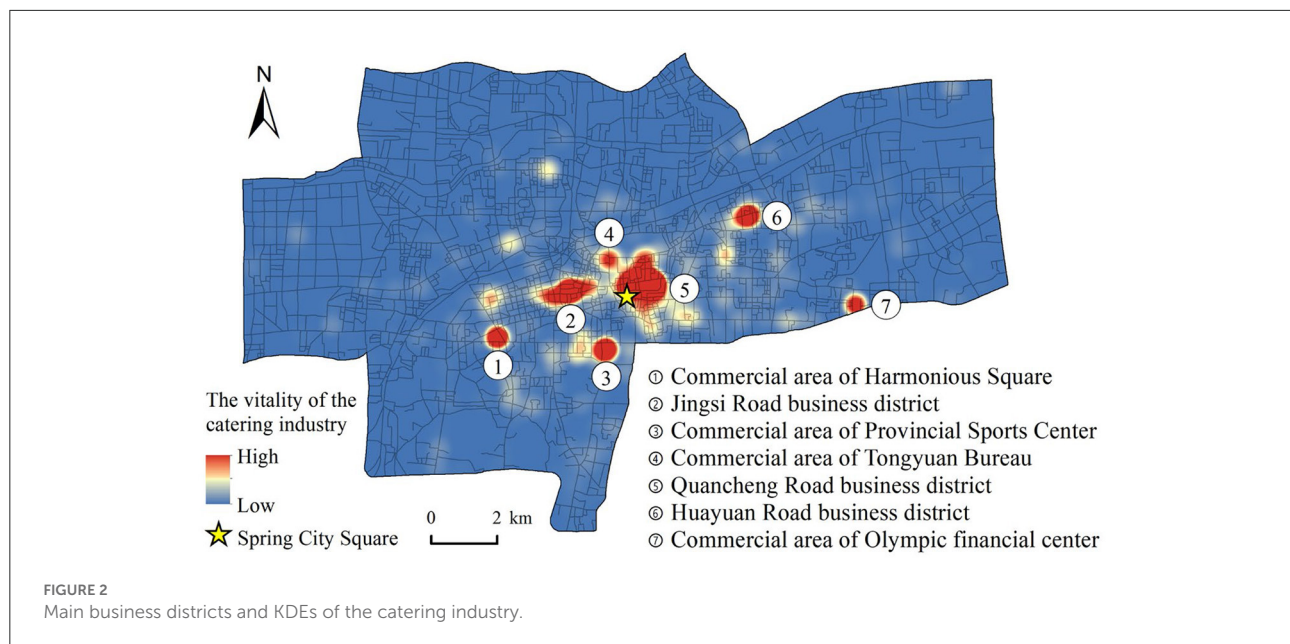 N
4
6
5
7
2
1
3
The vitality of the
catering industry
High
Low
Spring City Square
0 2 km
① Commercial area of Harmonious Square
② Jingsi Road business district
③ Commercial area of Provincial Sports Center
④ Commercial area of Tongyuan Bureau
⑤ Quancheng Road business district
⑥ Huayuan Road business district
⑦ Commercial area of Olympic financial center
FIGURE 2
Main business districts and KDEs of the catering industry.